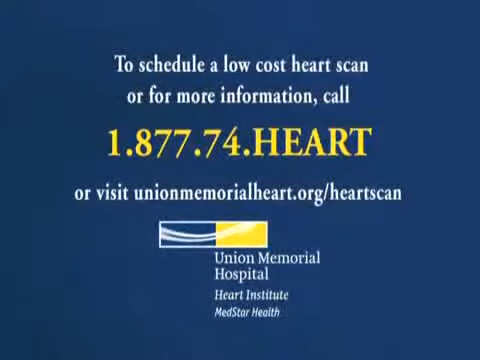 To schedule a low cost heart scan
or for more information, call
1.877.74.HEART
or visit unionmemorialheart.org/heartscan
Union Memorial
Hospital
Heart Institute
MedStar Health